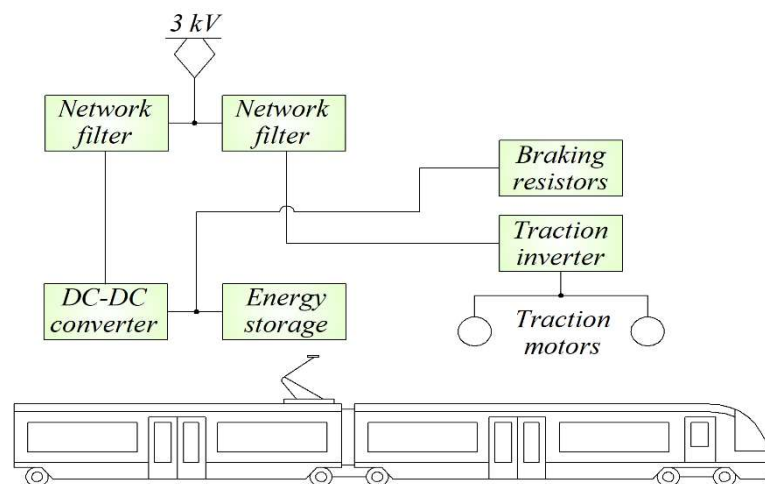 3 kV
Network
filter
Network
filter
Braking
resistors
Traction
inverter
DC-DC
converter
Energy
storage
Traction
motors